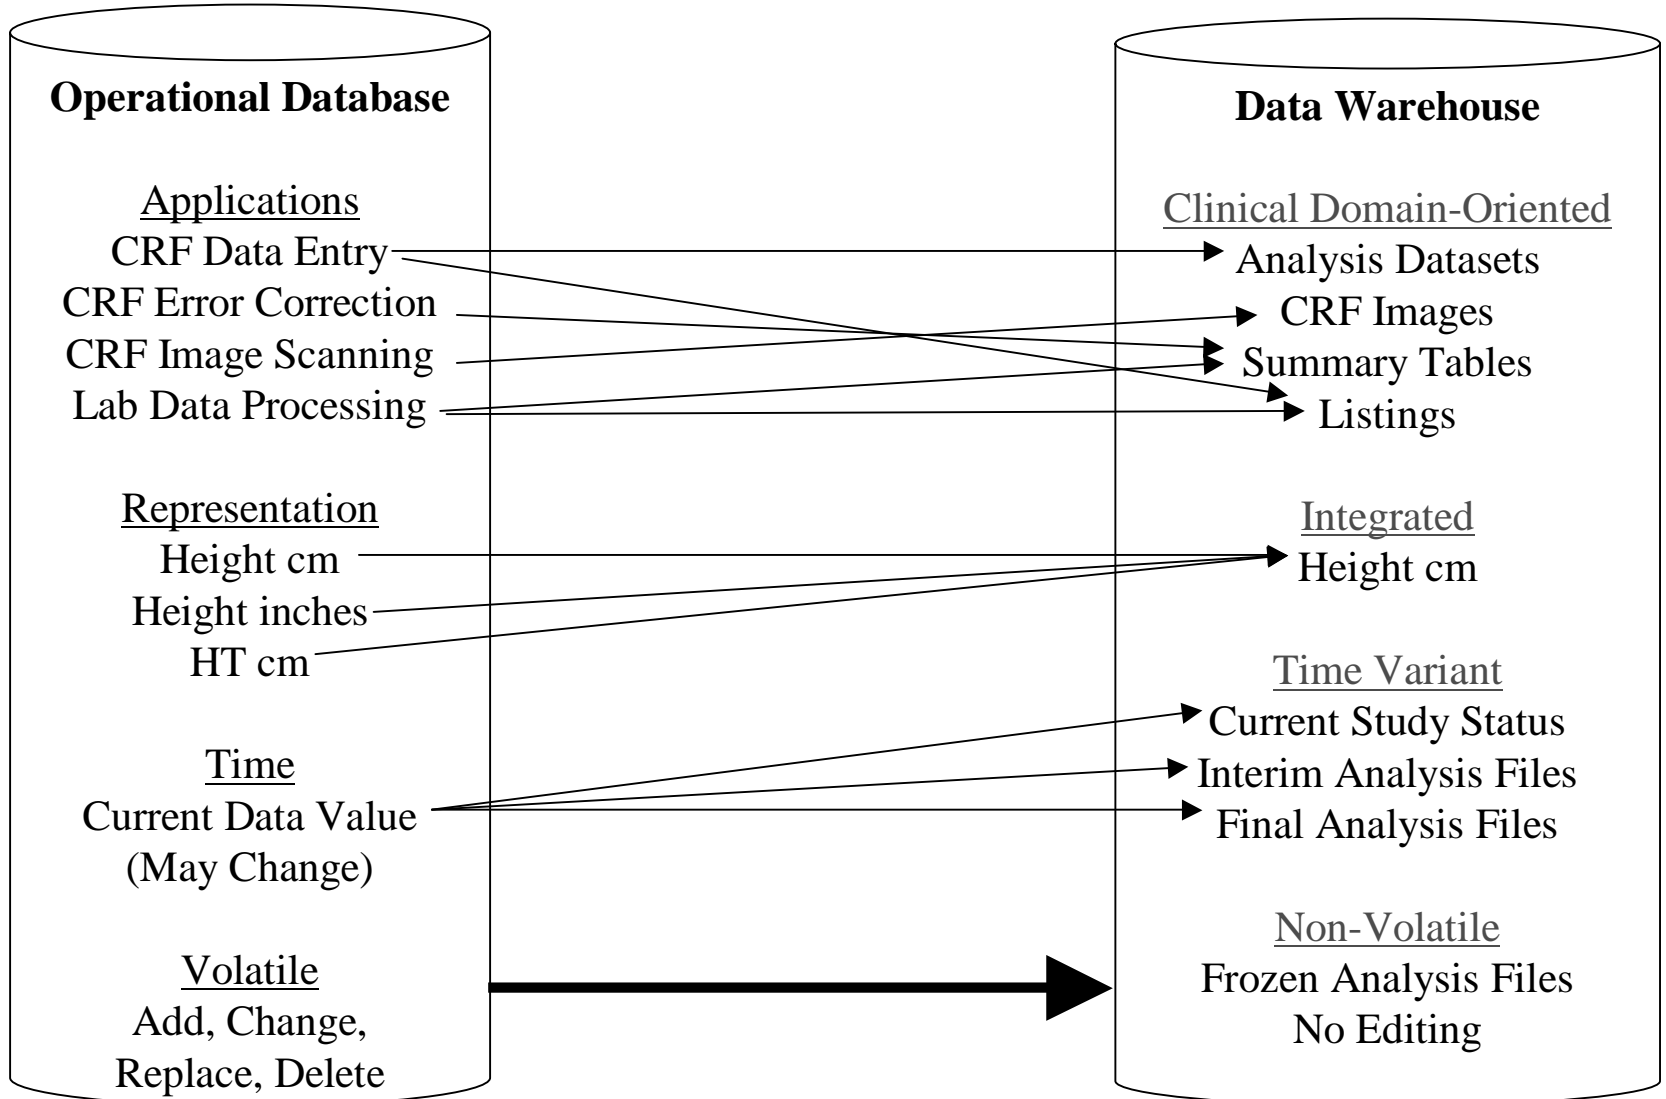 Operational Database
Applications
CRF Data Entry
CRF Error Correction
CRF Image Scanning
Lab Data Processing
Representation
Height cm
Height inches
HT cm
Time
Current Data Value
(May Change)
Volatile
Add, Change,
Replace, Delete
Data Warehouse
Clinical Domain-Oriented
Analysis Datasets
CRF Images
Summary Tables
Listings
Integrated
Height cm
Time Variant
Current Study Status
Interim Analysis Files
Final Analysis Files
Non-Volatile
Frozen Analysis Files
No Editing